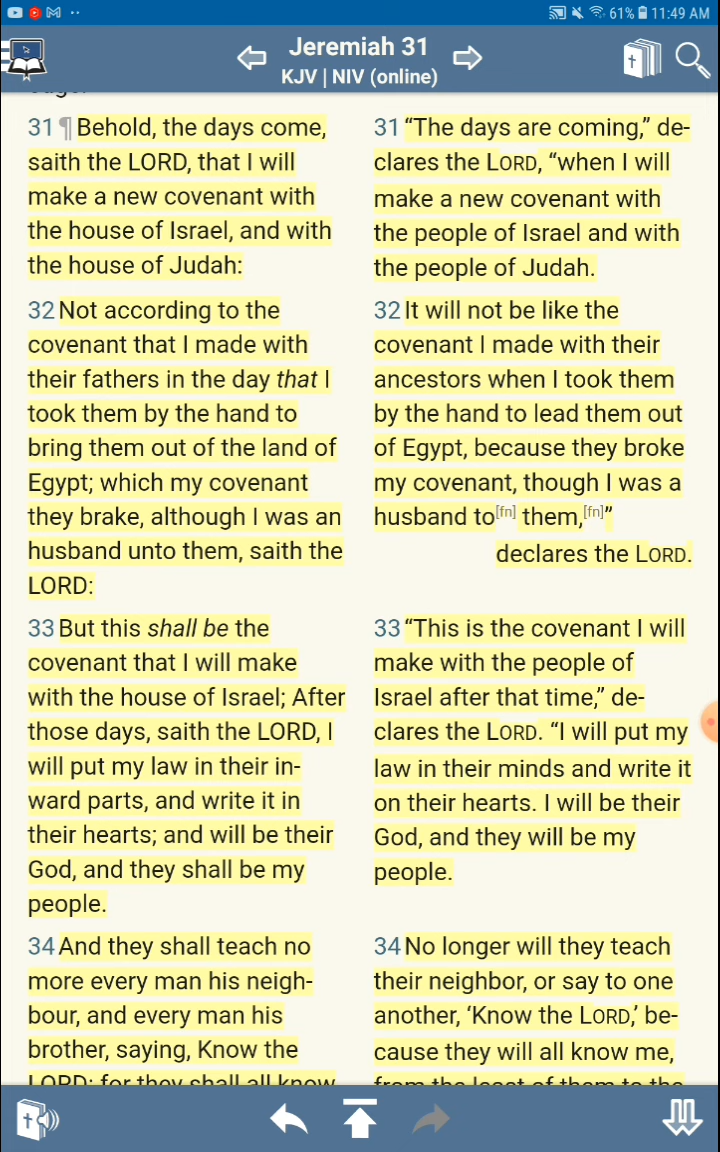 61% 11:49 AM
Jeremiah 31
KJV | NIV (online)
31 ¶ Behold, the days come,
saith the LORD, that I will
make a new covenant with
the house of Israel, and with
the house of Judah:
32 Not according to the
covenant that I made with
their fathers in the day that I
took them by the hand to
bring them out of the land of
Egypt; which my covenant
they brake, although I was an
husband unto them, saith the
LORD:
33 But this shall be the
covenant that I will make
with the house of Israel; After
those days, saith the LORD, I
will put my law in their in-
ward parts, and write it in
their hearts; and will be their
God, and they shall be my
people.
34 And they shall teach no
more every man his neigh-
bour, and every man his
brother, saying, Know the
LORD: for they shall all know
31 “The days are coming,” de-
clares the LORD, “when I will
make a new covenant with
the people of Israel and with
the people of Judah.
32 It will not be like the
covenant I made with their
ancestors when I took them
by the hand to lead them out
of Egypt, because they broke
my covenant, though I was a
husband to[fn] them,[fn]”
declares the LORD.
33 “This is the covenant I will
make with the people of
Israel after that time,” de-
clares the LORD. “I will put my
law in their minds and write it
on their hearts. I will be their
God, and they will be my
people.
34 No longer will they teach
their neighbor, or say to one
another, ‘Know the LORD,’ be-
cause they will all know me,
from the least of them to the